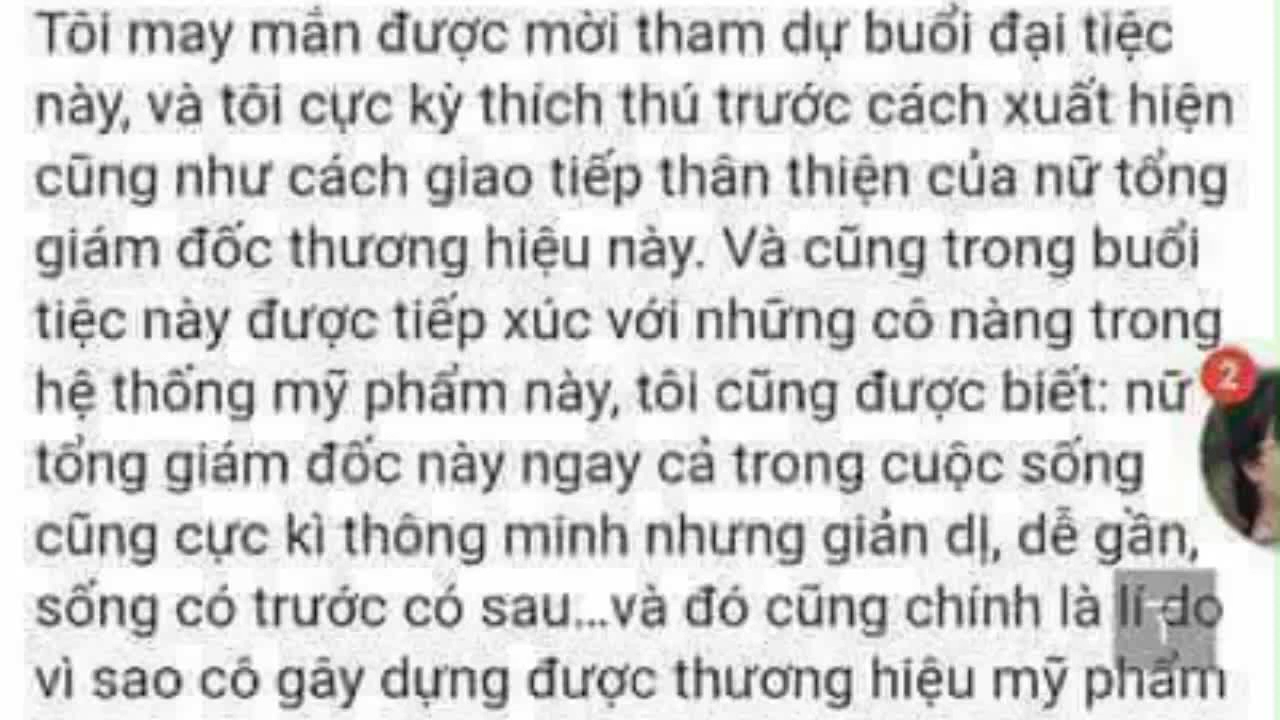 Tôi may mắn được mời tham dự buổi đại tiệc
này, và tôi cực kỳ thích thú trước cách xuất hiện
cũng như cách giao tiếp thân thiện của nữ tổng
giám đốc thương hiệu này. Và cũng trong buổi
tiệc này được tiếp xúc với những cô nàng trong
hệ thống mỹ phẩm này, tôi cũng được biết: nữ
2
tổng giám đốc này ngay cả trong cuộc sống
cũng cực kì thông minh nhưng giản dị, dễ gần,
sống có trước có sau...và đó cũng chính là lí do
vì sao cô gây dựng được thương hiệu mỹ phẩm